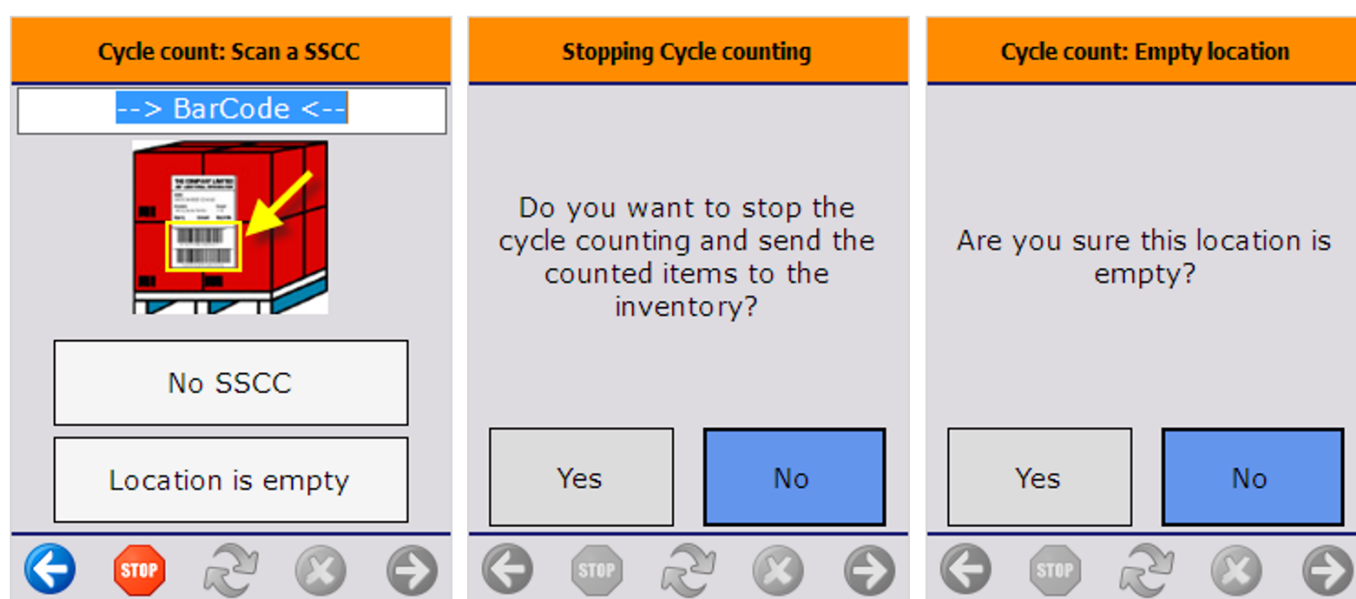 Cycle count: Scan a SSCC
--> BarCode <--
No SSCC
Location is empty
STOP
Stopping Cycle counting
Do you want to stop the
cycle counting and send the
counted items to the
inventory?
Yes
No
STOP
Cycle count: Empty location
Are you sure this location is
empty?
Yes
No
STOP